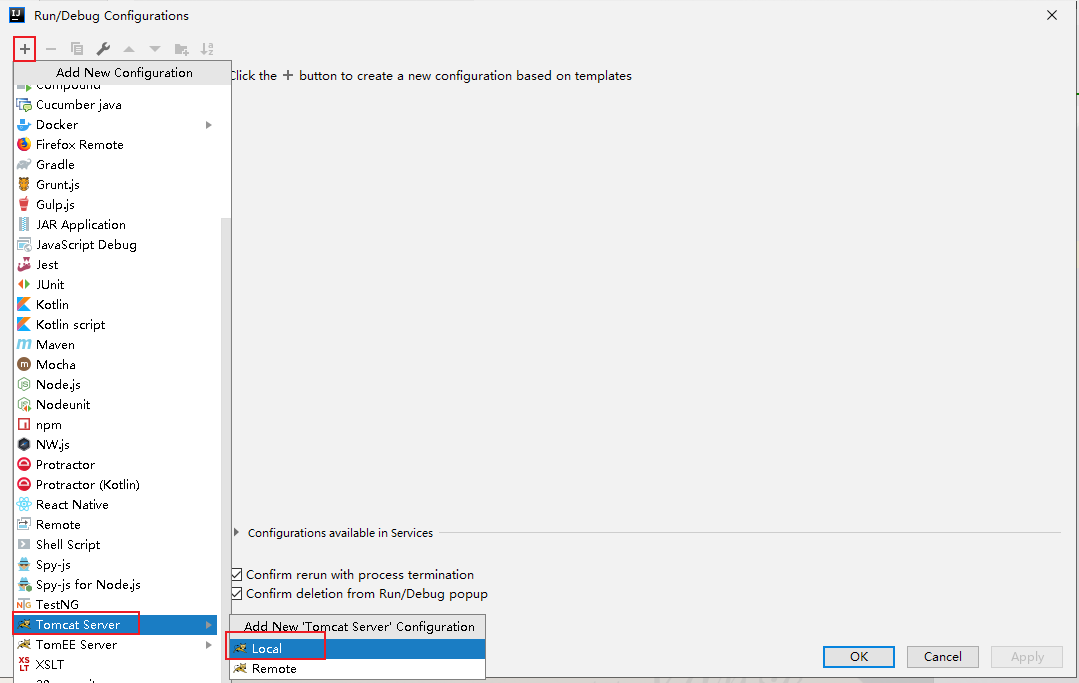 Run/Debug Configurations
Add New Configuration
Click the + button to create a new configuration based on templates
Compound
Cucumber java
Docker
Firefox Remote
Gradle
Grunt.js
Gulp.js
JAR Application
JavaScript Debug
Jest
JUnit
Kotlin
Kotlin script
Maven
Mocha
Node.js
Nodeunit
npm
NW.js
Protractor
Protractor (Kotlin)
React Native
Remote
Shell Script
Spy-js
Spy-js for Node.js
TestNG
Tomcat Server
TomEE Server
XSLT
Configurations available in Services
Confirm rerun with process termination
Confirm deletion from Run/Debug popup
Add New 'Tomcat Server' Configuration
Local
Remote
OK
Cancel
Apply